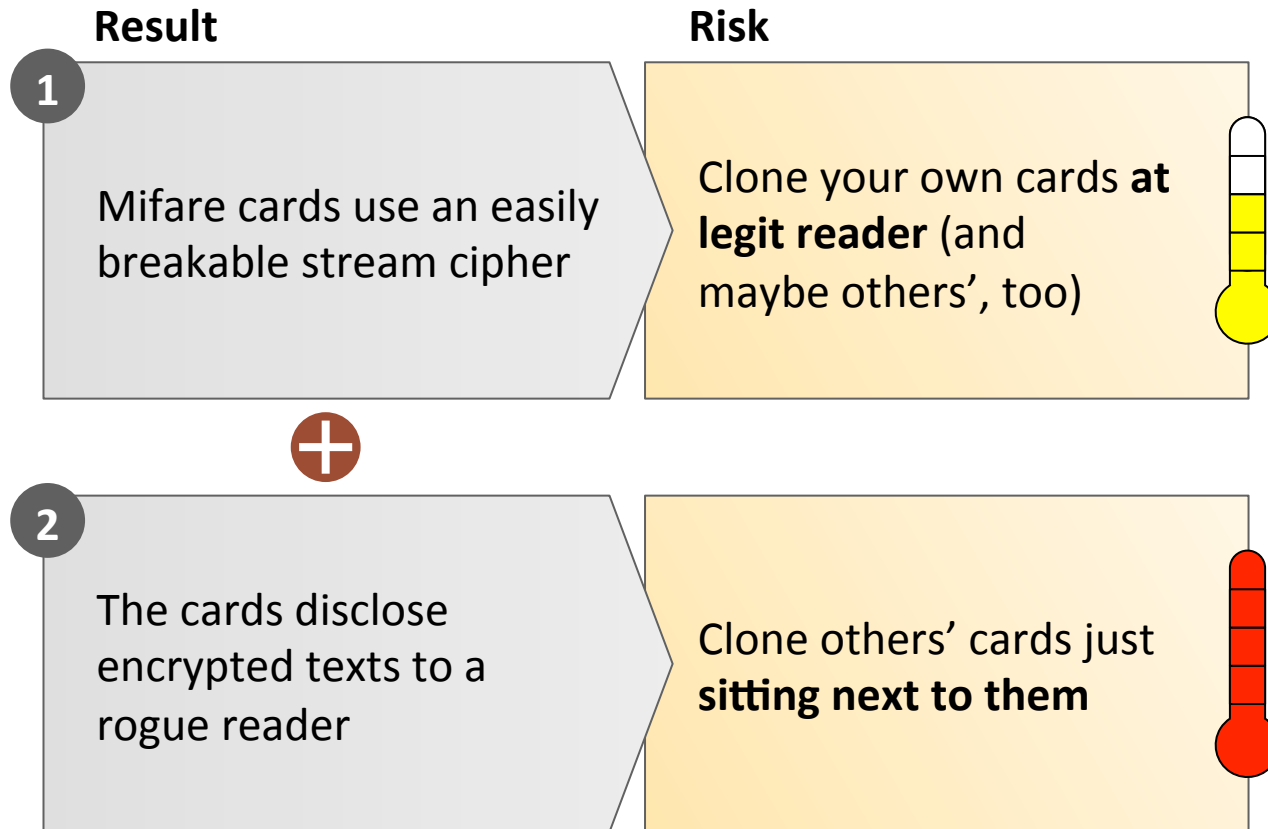 Result
Risk
1
Mifare cards use an easily
breakable stream cipher
Clone your own cards at
legit reader (and
maybe others’, too)
2
The cards disclose
encrypted texts to a
rogue reader
Clone others’ cards just
sitting next to them